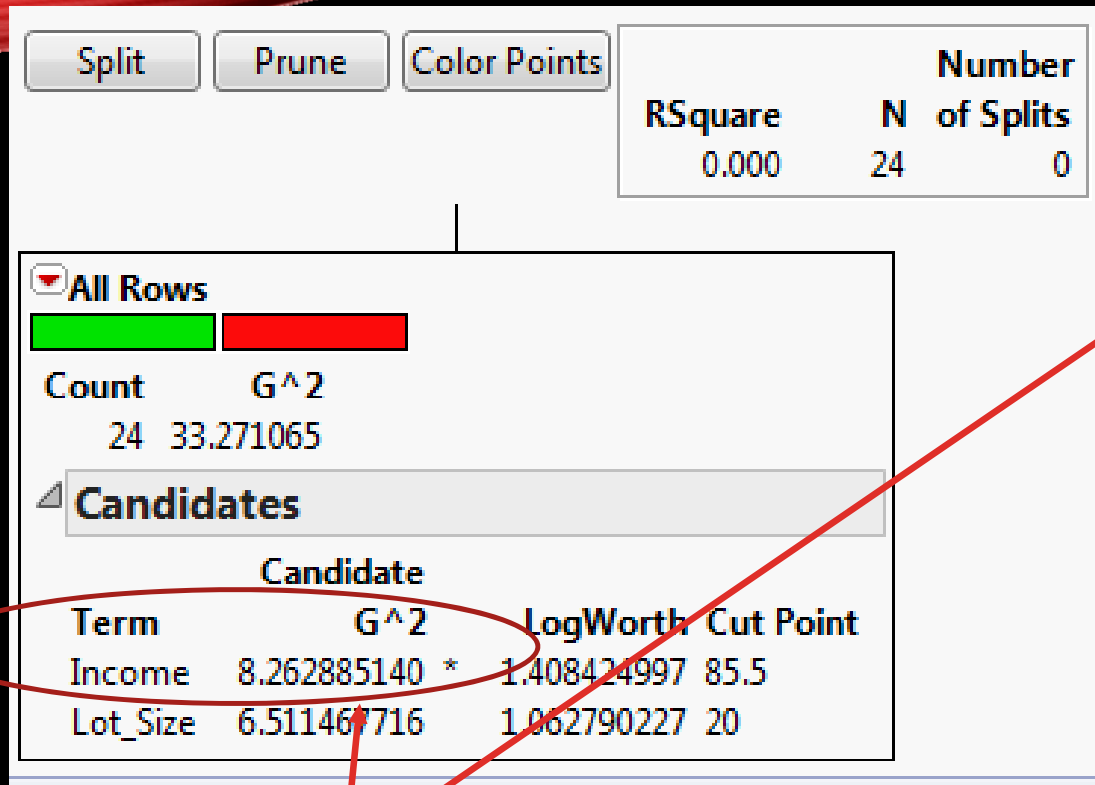 Split Prune Color Points
Number
RSquare N of Splits
0.000 24 0
All Rows
Count G^2
24 33.271065
Candidates
Candidate
Term G^2 LogWorth Cut Point
Income 8.262885140 * 1.408424997 85.5
Lot_Size 6.511467716 1.062790227 20